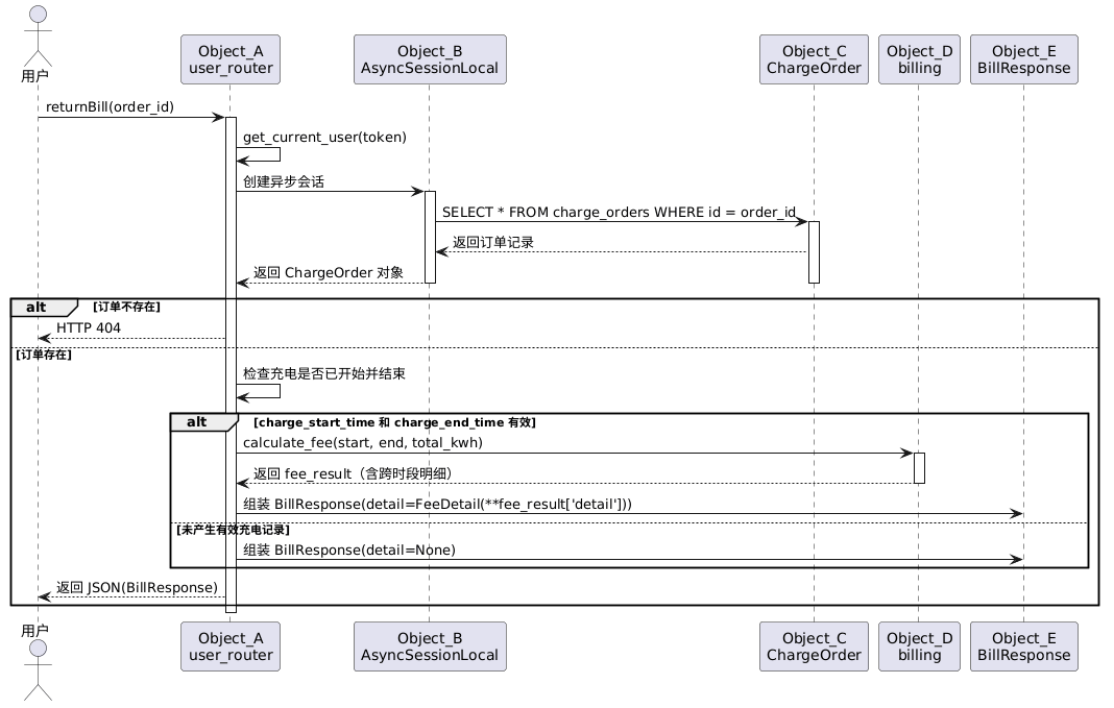 用户
Object_A
user_router
Object_B
AsyncSessionLocal
Object_C
ChargeOrder
Object_D
billing
Object_E
BillResponse
returnBill(order_id)
get_current_user(token)
创建异步会话
SELECT * FROM charge_orders WHERE id = order_id
返回订单记录
返回 ChargeOrder 对象
alt [订单不存在]
HTTP 404
[订单存在]
检查充电是否已开始并结束
alt [charge_start_time 和 charge_end_time 有效]
calculate_fee(start, end, total_kwh)
返回 fee_result（含跨时段明细）
组装 BillResponse(detail=FeeDetail(**fee_result['detail']))
[未产生有效充电记录]
组装 BillResponse(detail=None)
返回 JSON(BillResponse)
用户
Object_A
user_router
Object_B
AsyncSessionLocal
Object_C
ChargeOrder
Object_D
billing
Object_E
BillResponse